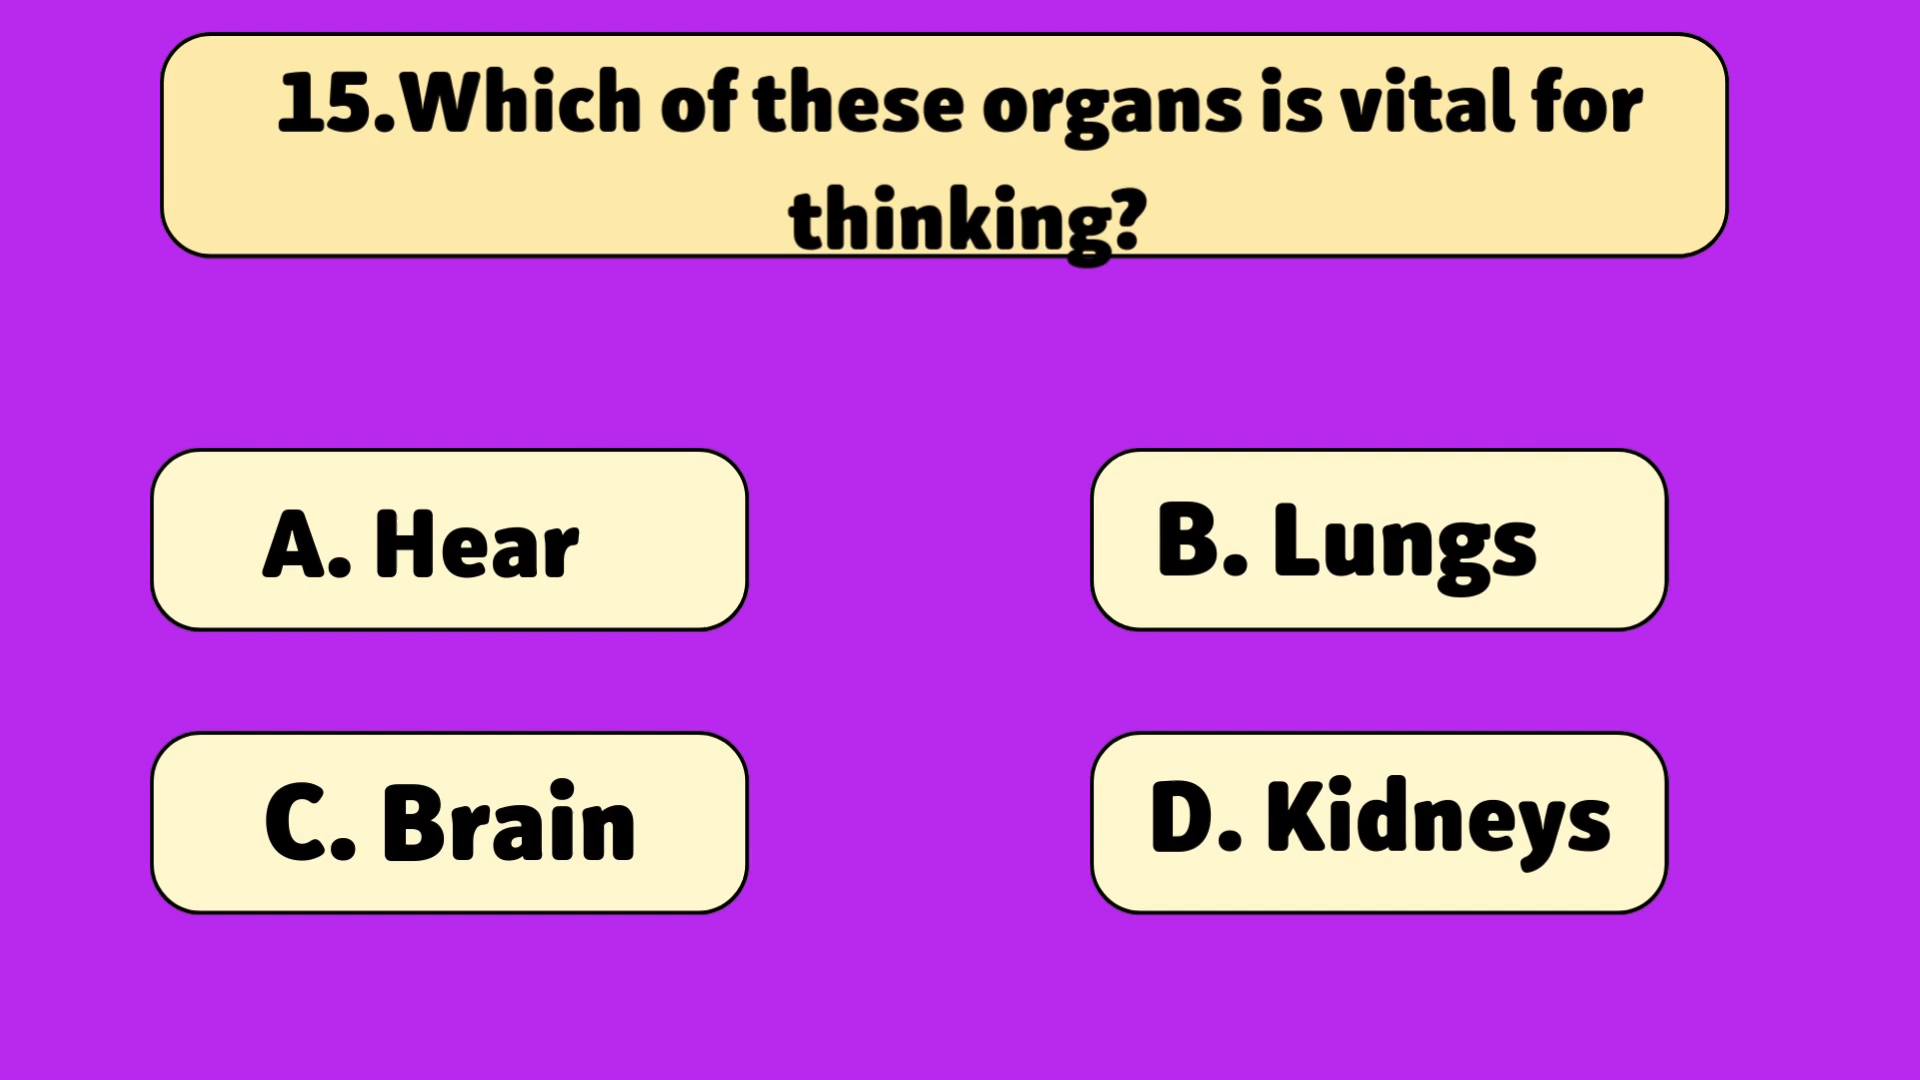 15.Which of these organs is vital for
thinking?
A. Hear
B. Lungs
C. Brain
D. Kidneys